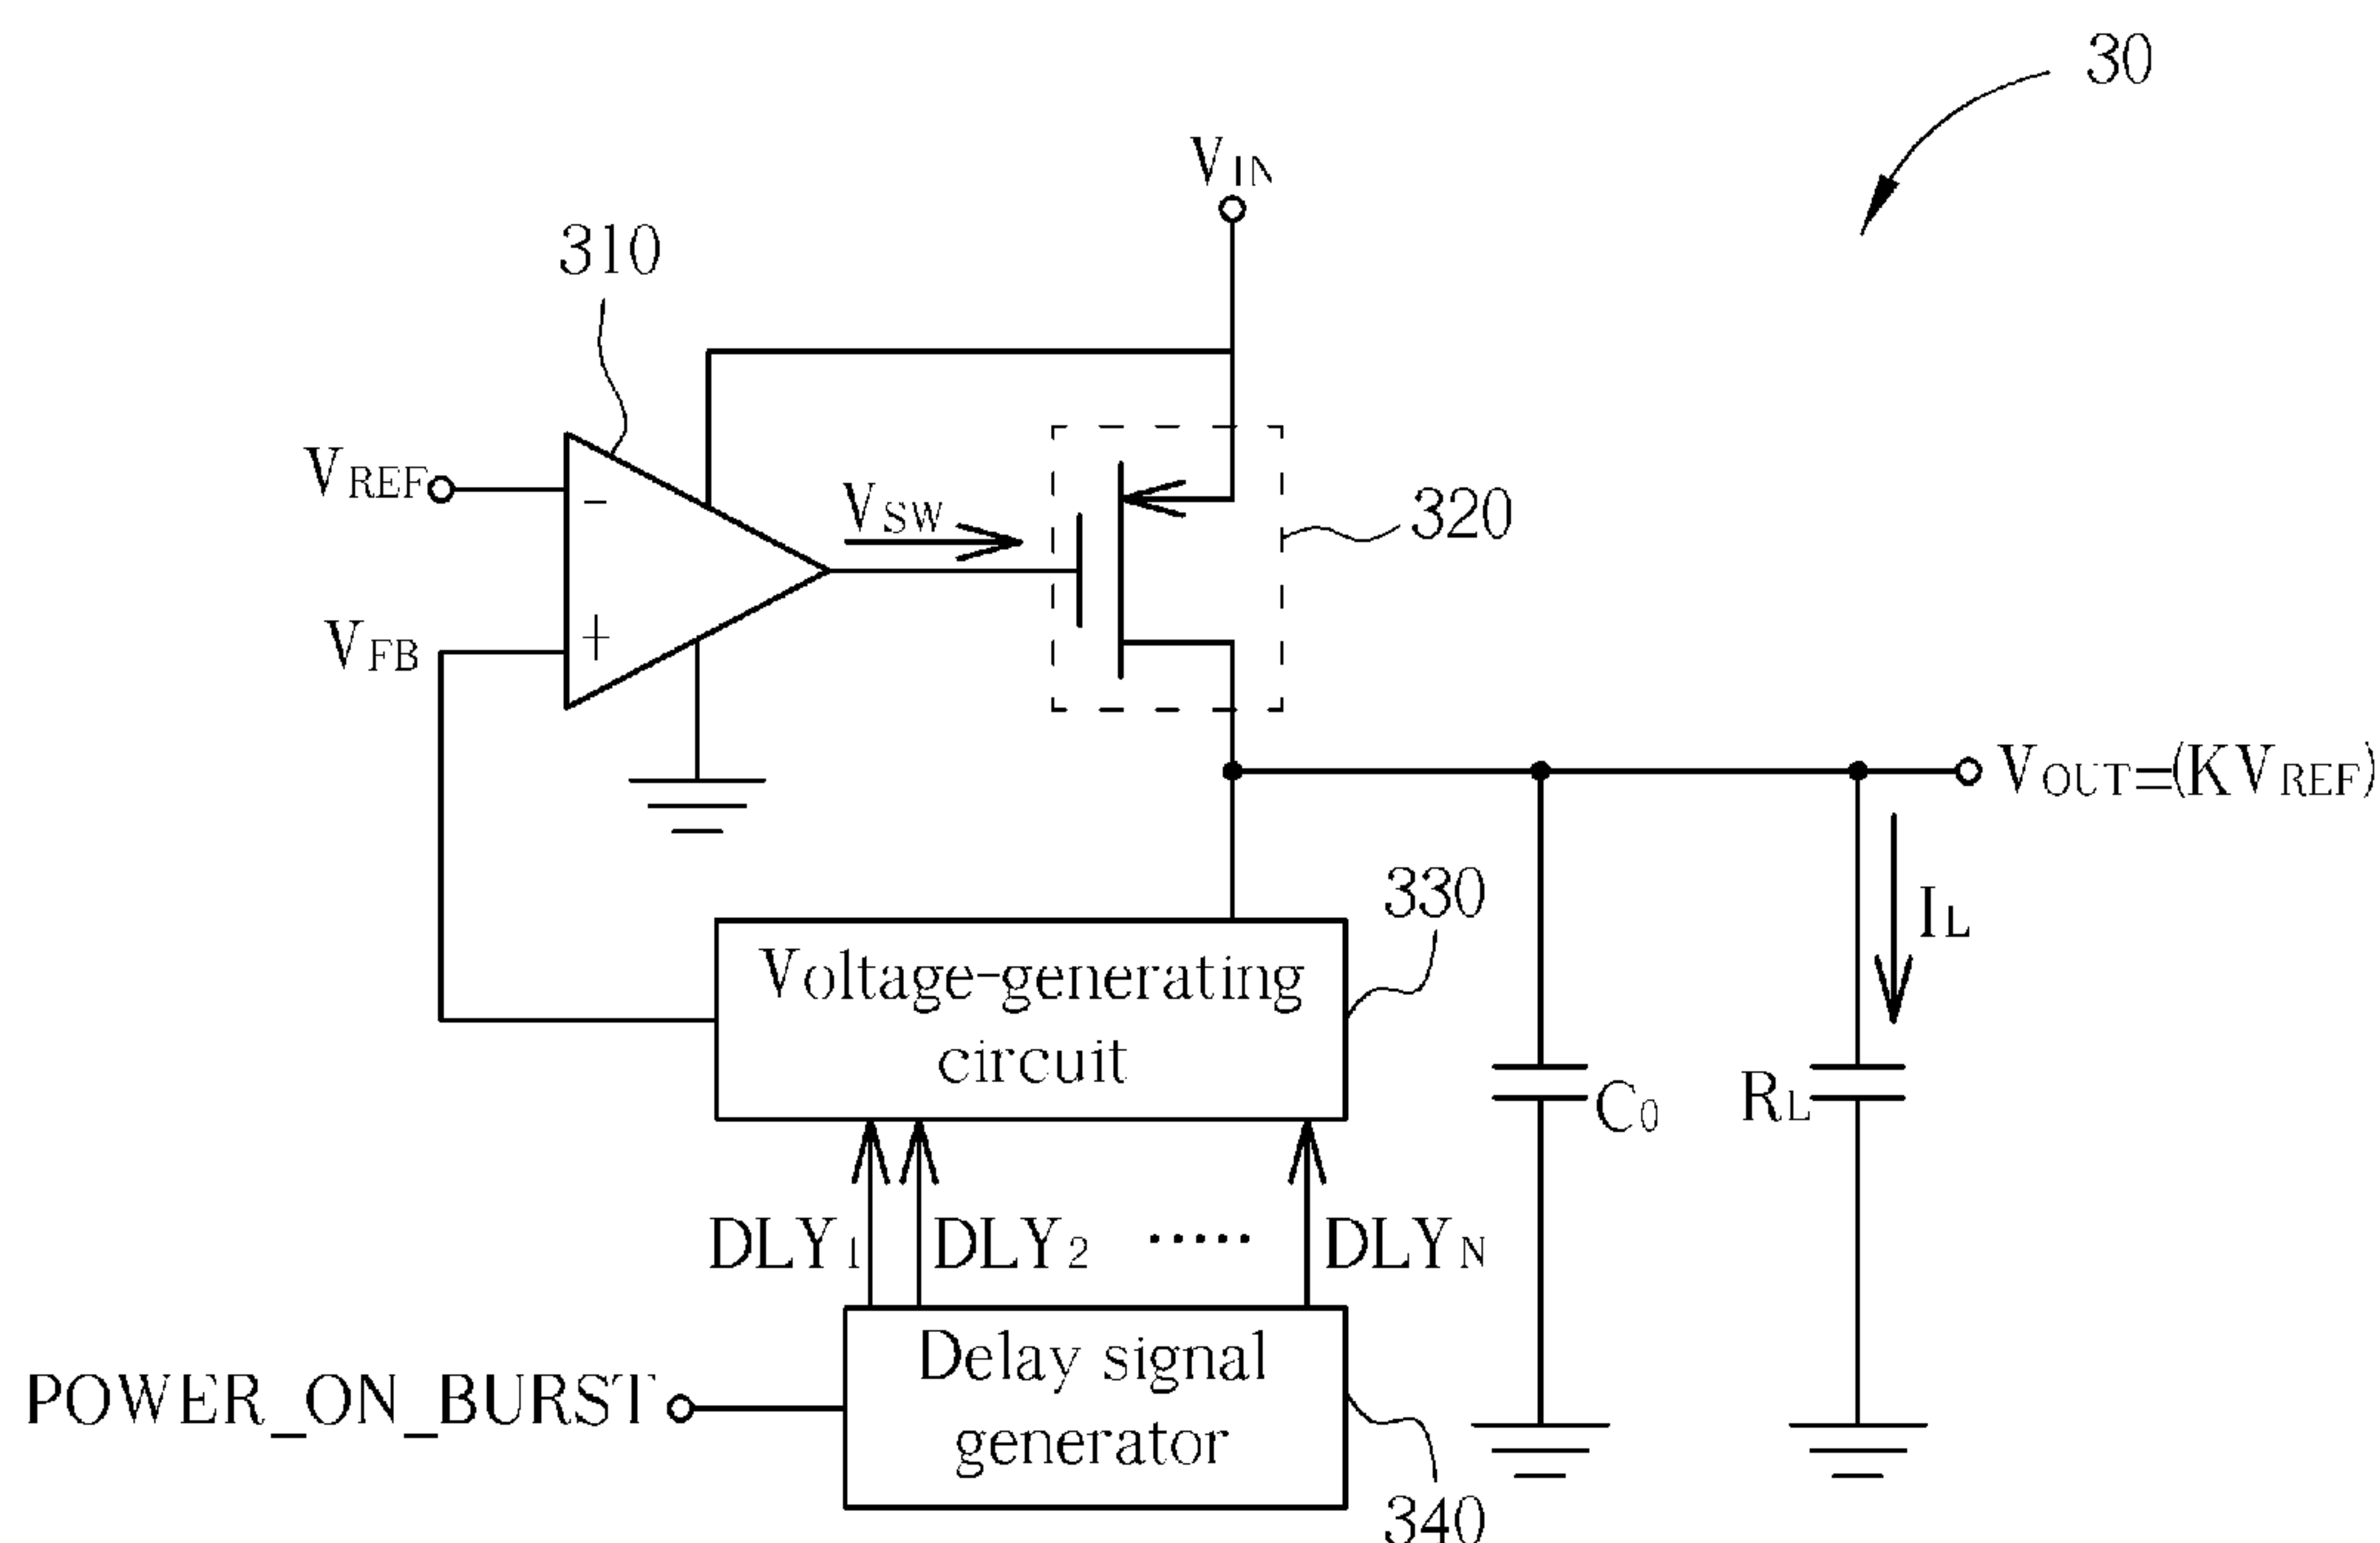 30
VIN
310
VREF
-
VSW
320
+
VFB
VOUT=(KVREF)
330
IL
Voltage-generating
circuit
C0
RL
DLY1
DLY2
.....
DLYN
Delay signal
generator
POWER_ON_BURST
340